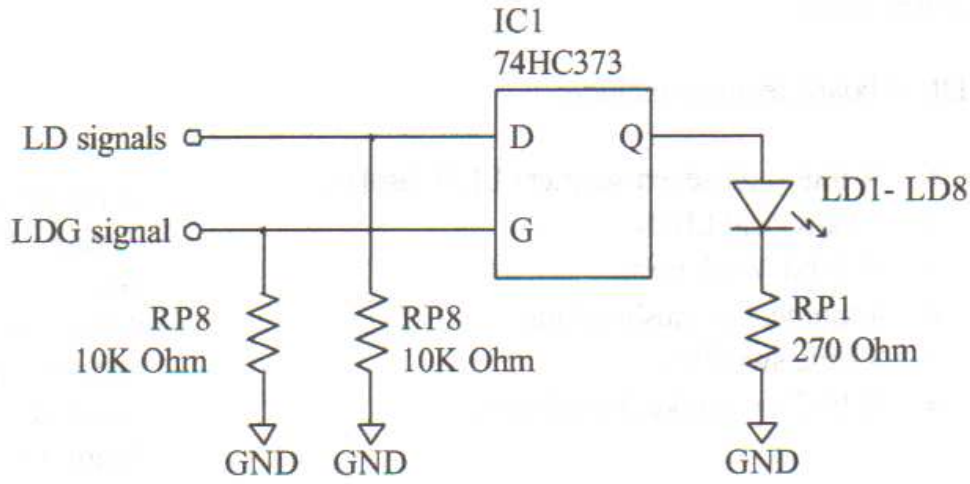 IC1
74HC373
LD signals
D
Q
LD1- LD8
LDG signal
G
RP8
10K Ohm
RP8
10K Ohm
RP1
270 Ohm
GND
GND
GND